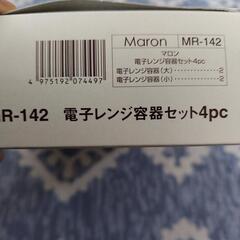 Maron MR-142
マロン
電子レンジ容器セット4pc
電子レンジ容器(大) 2
電子レンジ容器(小) 2
4 975192 074497
MR-142 電子レンジ容器セット4pc